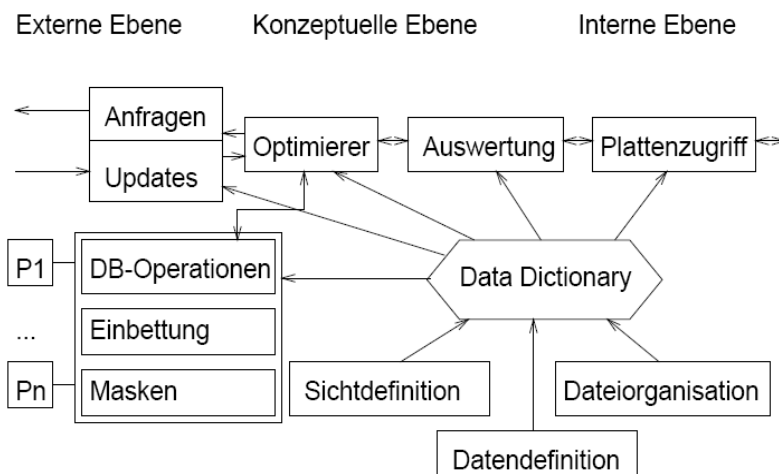 Externe Ebene
Konzeptuelle Ebene
Interne Ebene
Anfragen
Updates
Optimierer
Auswertung
Plattenzugriff
P1
...
Pn
DB-Operationen
Einbettung
Masken
Data Dictionary
Sichtdefinition
Dateiorganisation
Datendefinition